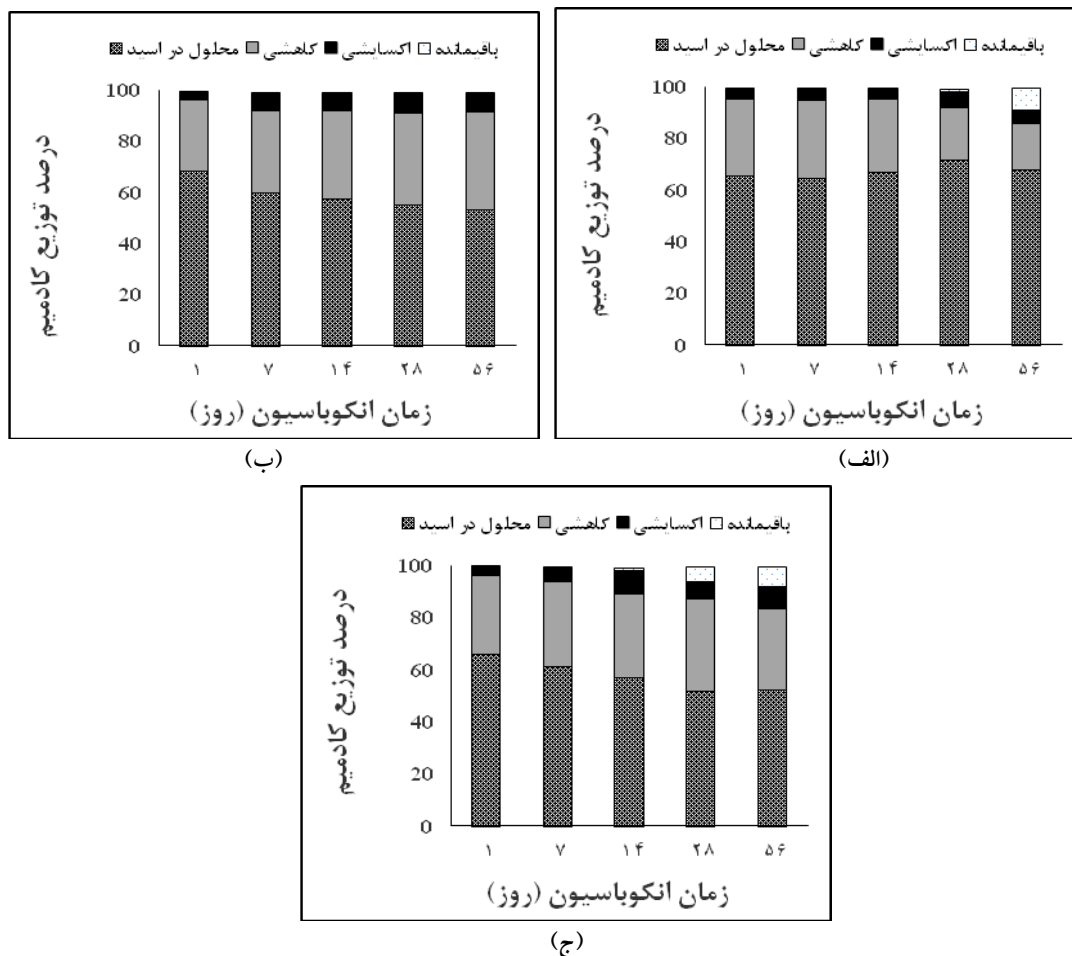 باقیمانده اکسایشی کاهشی محلول در اسید
درصد توزیع کادمیم
100
80
60
40
20
0
۱ ۷ ۱۴ ۲۸ ۵۶
زمان انکوباسیون (روز)
(الف)
باقیمانده اکسایشی کاهشی محلول در اسید
درصد توزیع کادمیم
100
80
60
40
20
0
۱ ۷ ۱۴ ۲۸ ۵۶
زمان انکوباسیون (روز)
(ب)
باقیمانده اکسایشی کاهشی محلول در اسید
درصد توزیع کادمیم
100
80
60
40
20
0
۱ ۷ ۱۴ ۲۸ ۵۶
زمان انکوباسیون (روز)
(ج)